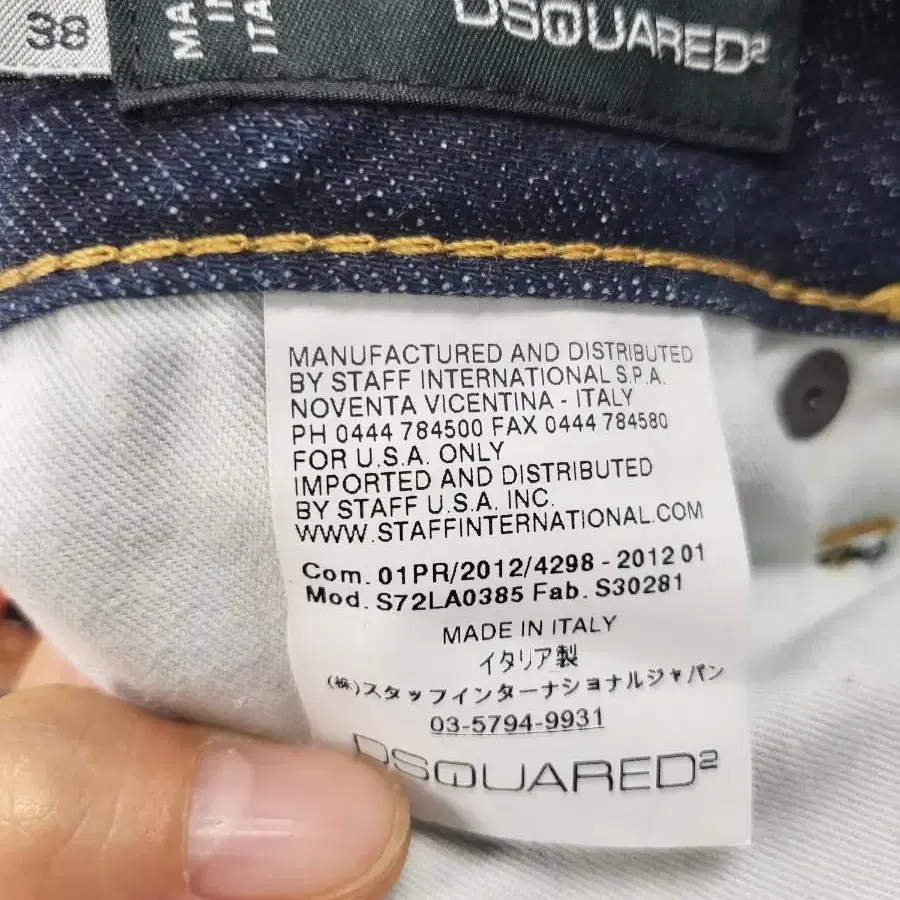 38
DSQUARED²
MANUFACTURED AND DISTRIBUTED
BY STAFF INTERNATIONAL S.P.A.
NOVENTA VICENTINA - ITALY
PH 0444 784500 FAX 0444 784580
FOR U.S.A. ONLY
IMPORTED AND DISTRIBUTED
BY STAFF U.S.A. INC.
WWW.STAFFINTERNATIONAL.COM
Com. 01PR/2012/4298 - 2012 01
Mod. S72LA0385 Fab. S30281
MADE IN ITALY
イタリア製
(株)スタッフインターナショナルジャパン
03-5794-9931
DSQUARED²